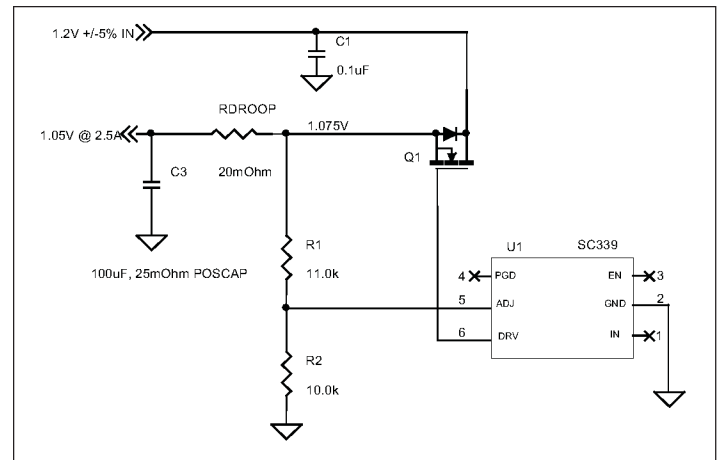 1.2V +/-5% IN
C1
0.1uF
RDROOP
1.075V
1.05V @ 2.5A
Q1
C3
20mOhm
U1 SC339
R1
100uF, 25mOhm POSCAP
11.0k
4 PGD EN 3
5 ADJ GND 2
6 DRV IN 1
R2
10.0k